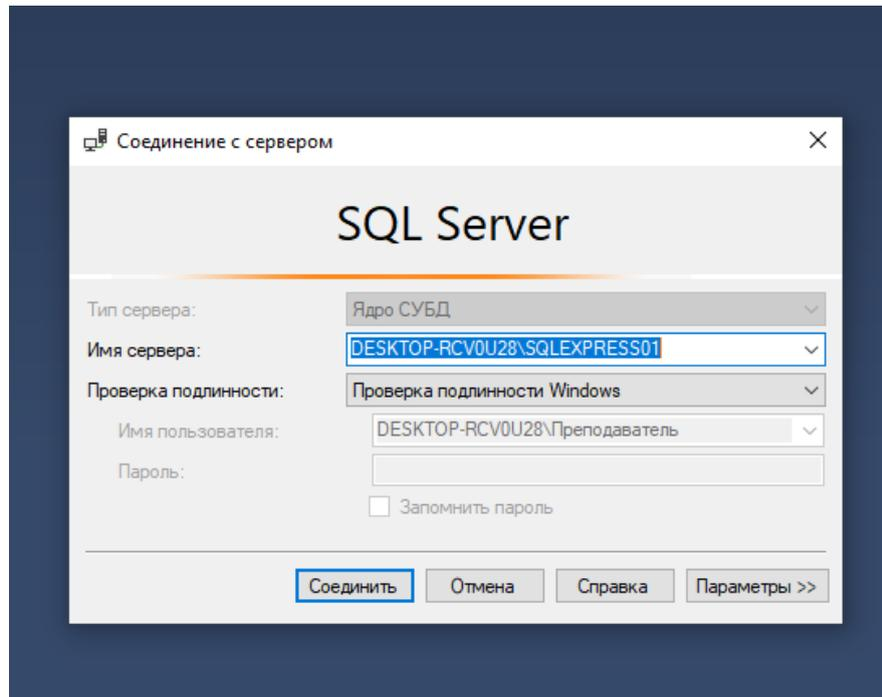 Соединение с сервером
SQL Server
Тип сервера: Ядро СУБД
Имя сервера: DESKTOP-RCV0U28\SQLEXPRESS01
Проверка подлинности: Проверка подлинности Windows
Имя пользователя: DESKTOP-RCV0U28\Преподаватель
Пароль:
Запомнить пароль
Соединить Отмена Справка Параметры >>